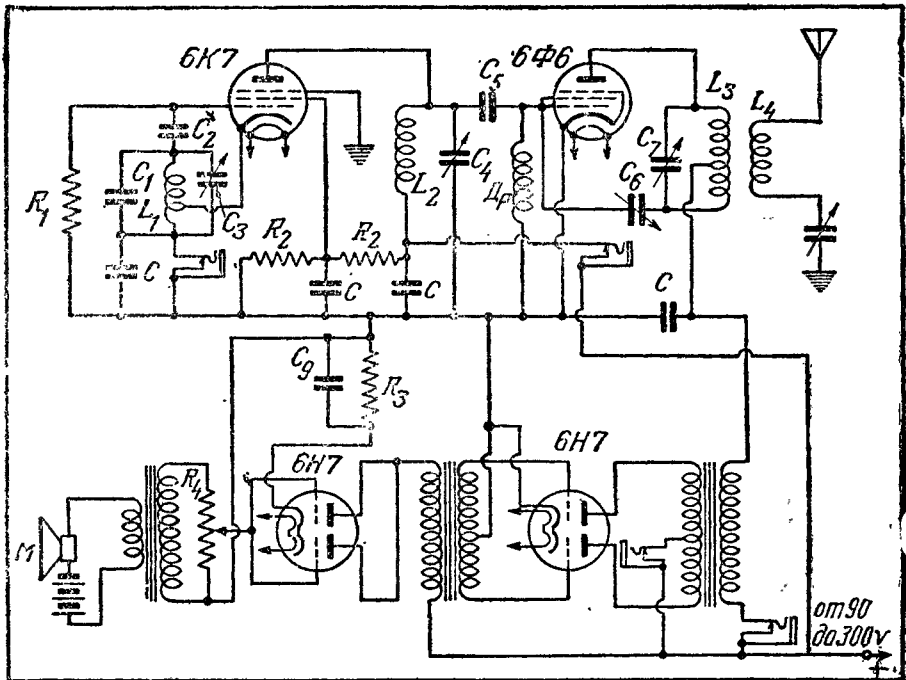 6К7
6Ф6
C₂
C₅
L₃
L₄
C₁
C₃
C₄
C₇
C₆
R₁
L₁
L₂
Др
R₂
R₂
C
C
C
C
C₉
R₃
6Н7
6Н7
R₄
М
от 90
до 300 v
+